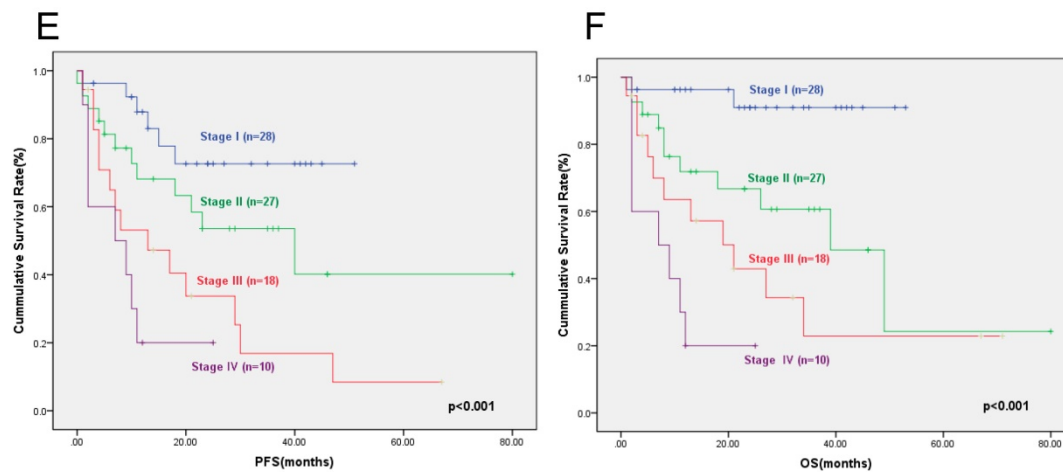 E
Cummulative Survival Rate(%)
1.0
0.8
0.6
0.4
0.2
0.0
Stage I (n=28)
Stage II (n=27)
Stage III (n=18)
Stage IV (n=10)
p<0.001
.00 20.00 40.00 60.00 80.00
PFS(months)
F
Cummulative Survival Rate(%)
1.0
0.8
0.6
0.4
0.2
0.0
Stage I (n=28)
Stage II (n=27)
Stage III (n=18)
Stage IV (n=10)
p<0.001
.00 20.00 40.00 60.00 80.00
OS(months)